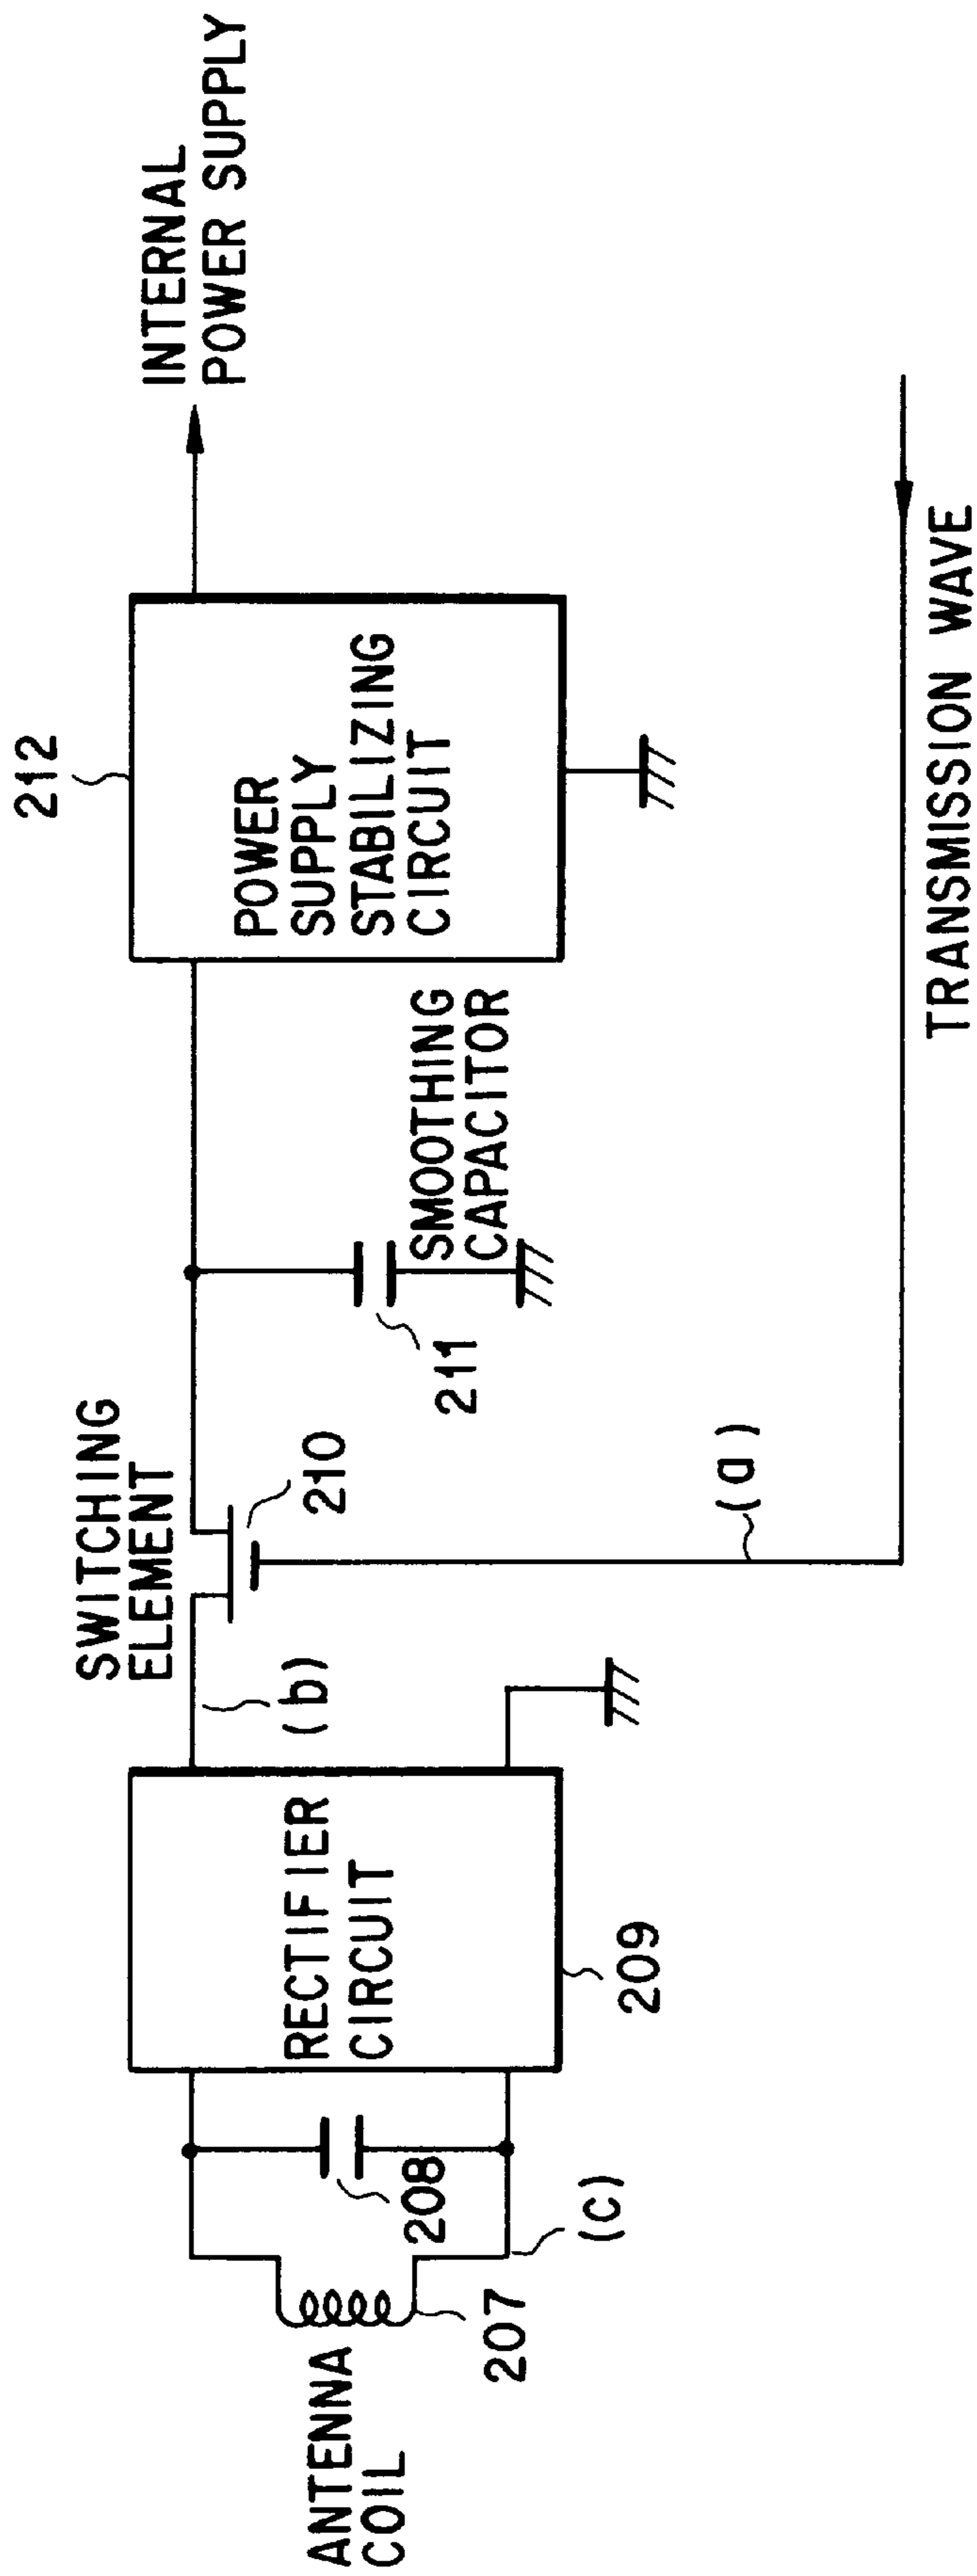 ANTENNA
COIL
207
208
(c)
RECTIFIER
CIRCUIT
209
(b)
SWITCHING
ELEMENT
210
(a)
211
SMOOTHING
CAPACITOR
212
POWER
SUPPLY
STABILIZING
CIRCUIT
INTERNAL
POWER SUPPLY
TRANSMISSION WAVE